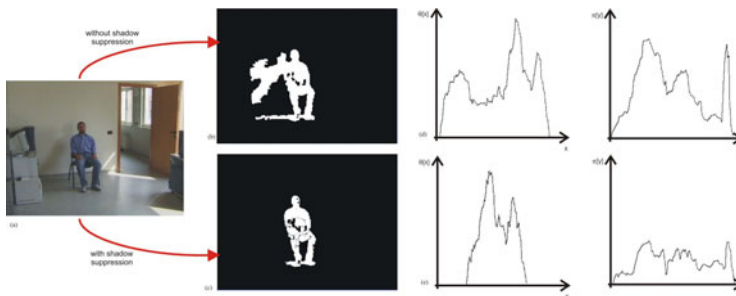 without shadow
suppression
(a)
with shadow
suppression
(b)
(c)
θ(x)
(d)
x
π(y)
θ(x)
(e)
x
π(y)